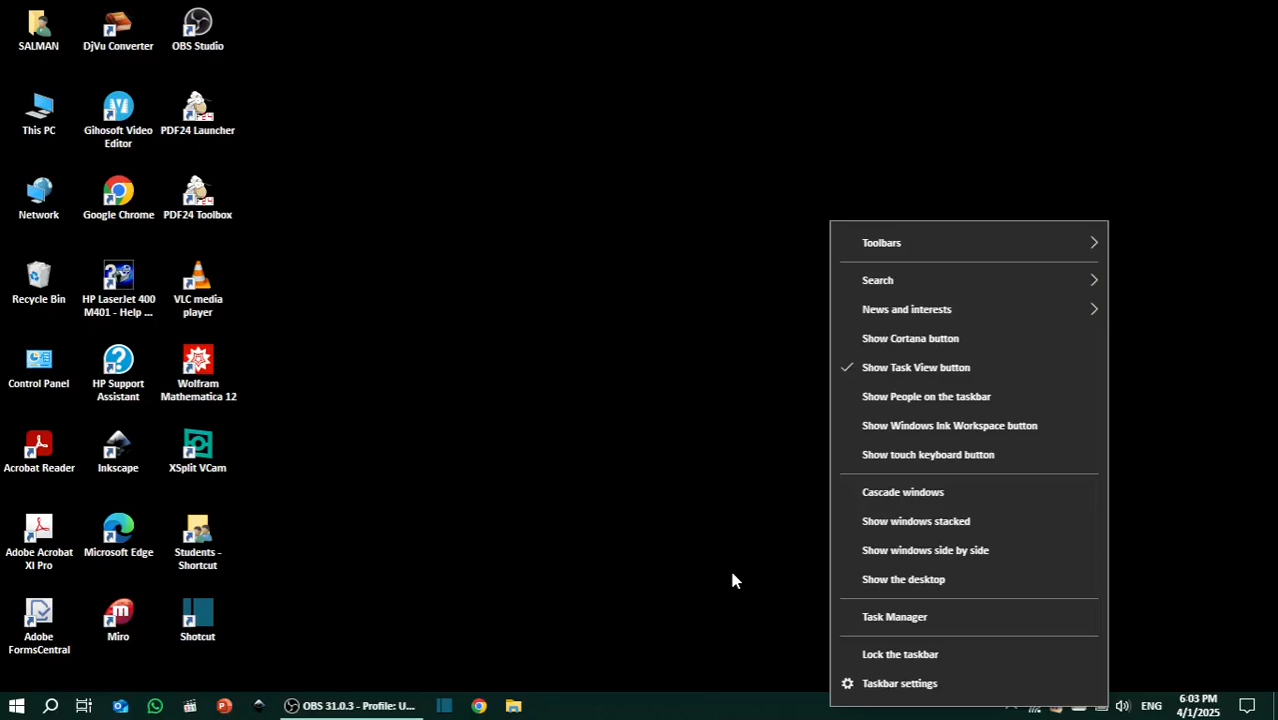 SALMAN
DjVu Converter
OBS Studio
This PC
Gihosoft Video
Editor
PDF24 Launcher
Network
Google Chrome
PDF24 Toolbox
Recycle Bin
HP LaserJet 400
M401 - Help ...
VLC media
player
Control Panel
HP Support
Assistant
Wolfram
Mathematica 12
Acrobat Reader
Inkscape
XSplit VCam
Adobe Acrobat
XI Pro
Microsoft Edge
Students -
Shortcut
Adobe
FormsCentral
Miro
Shotcut
Toolbars
Search
News and interests
Show Cortana button
Show Task View button
Show People on the taskbar
Show Windows Ink Workspace button
Show touch keyboard button
Cascade windows
Show windows stacked
Show windows side by side
Show the desktop
Task Manager
Lock the taskbar
Taskbar settings
OBS 31.0.3 - Profile: U...
ENG
6:03 PM
4/1/2025